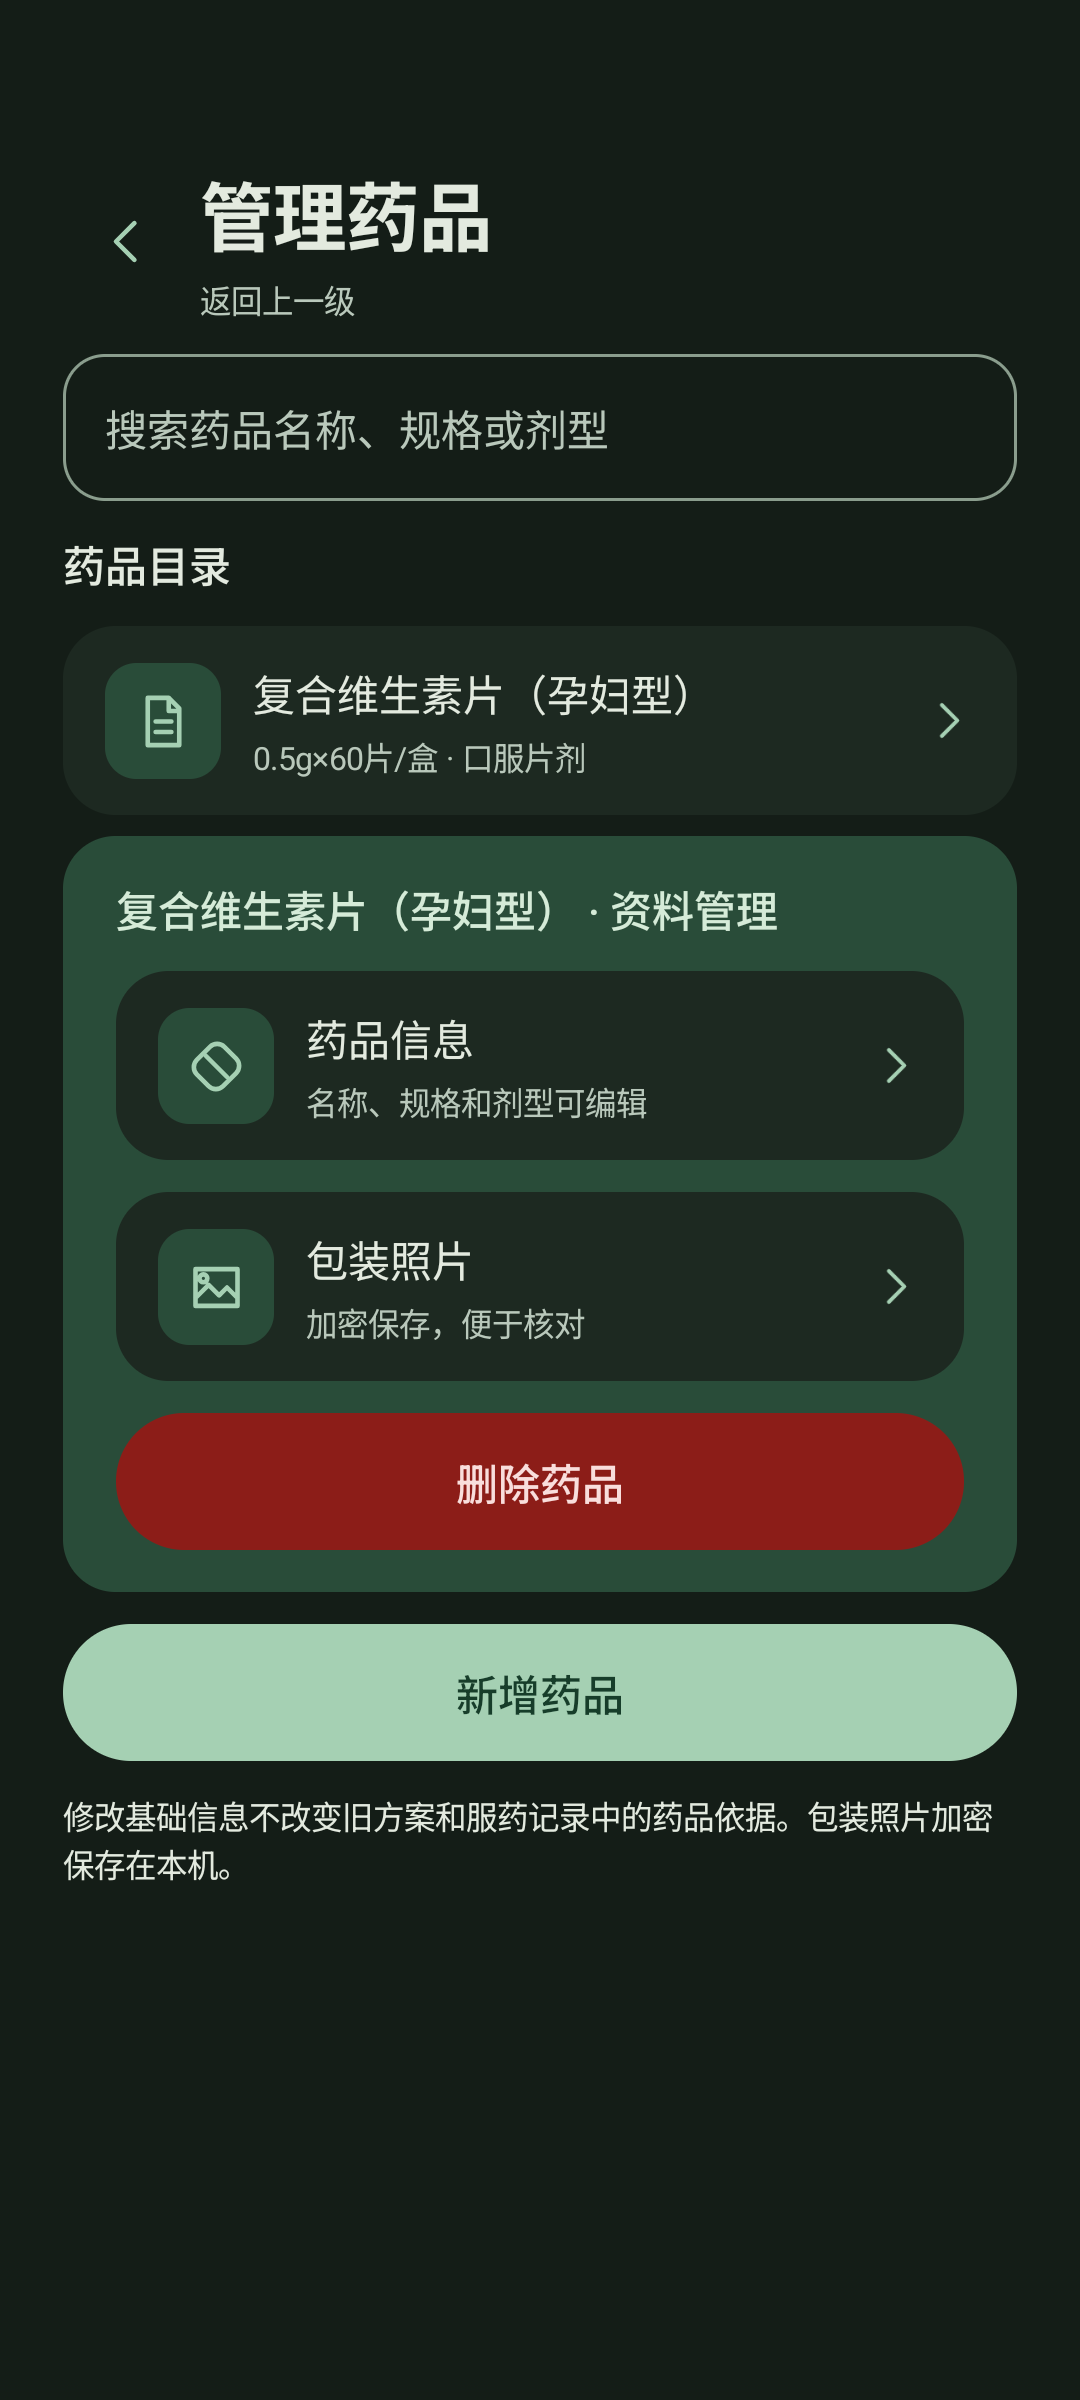 管理药品
返回上一级
搜索药品名称、规格或剂型
药品目录
复合维生素片（孕妇型）
0.5g×60片/盒 · 口服片剂
复合维生素片（孕妇型） · 资料管理
药品信息
名称、规格和剂型可编辑
包装照片
加密保存，便于核对
删除药品
新增药品
修改基础信息不改变旧方案和服药记录中的药品依据。包装照片加密
保存在本机。